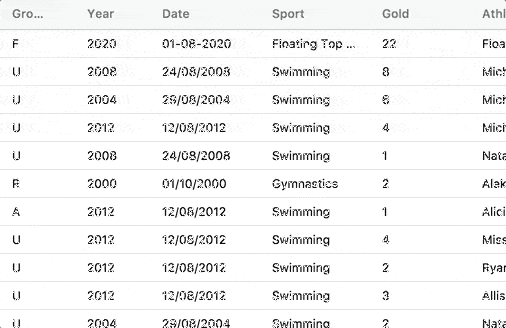 Gro... Year Date Sport Gold Athl
F 2020 01-08-2020 Floating Top ... 22 Floa
U 2008 24/08/2008 Swimming 8 Mich
U 2004 29/08/2004 Swimming 6 Mich
U 2012 12/08/2012 Swimming 4 Mich
U 2008 24/08/2008 Swimming 1 Nata
R 2000 01/10/2000 Gymnastics 2 Alek
A 2012 12/08/2012 Swimming 1 Alici
U 2012 12/08/2012 Swimming 4 Miss
U 2012 12/08/2012 Swimming 2 Ryan
U 2012 12/08/2012 Swimming 3 Allis
U 2004 29/08/2004 Swimming 2 Nata